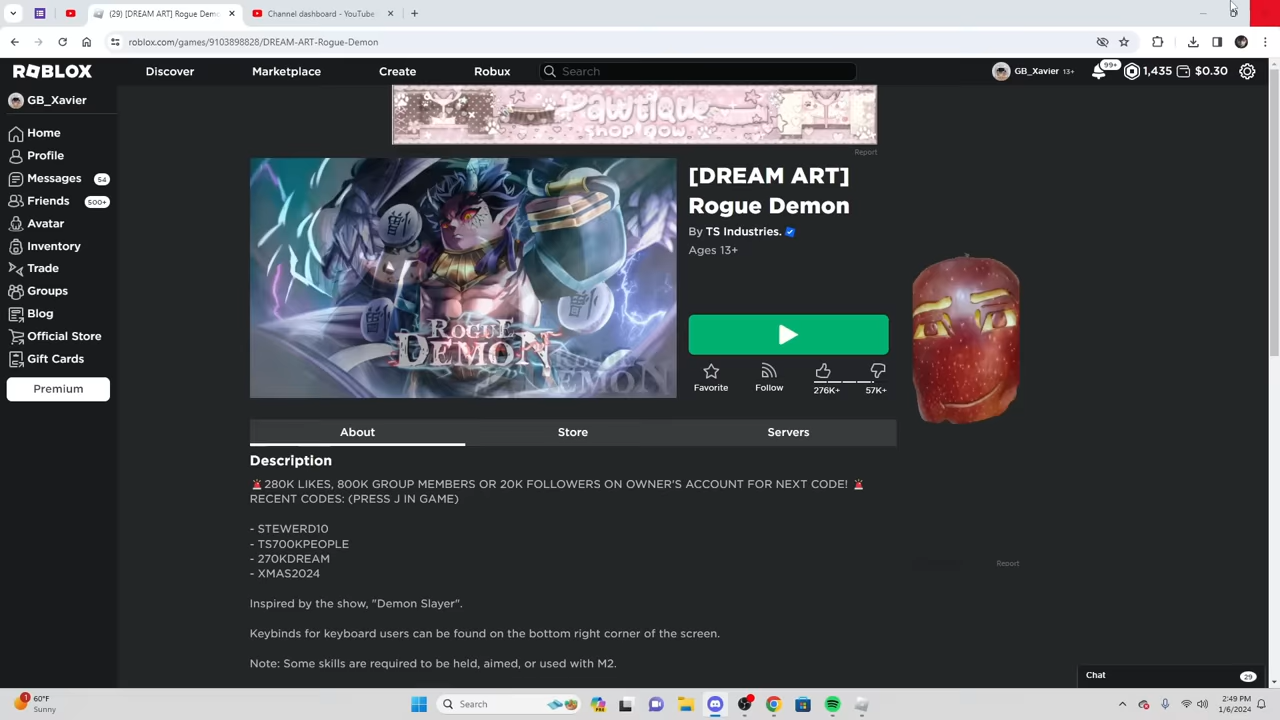 (29) [DREAM ART] Rogue Demo
Channel dashboard - YouTube
roblox.com/games/9103898828/DREAM-ART-Rogue-Demon
ROBLOX
Discover
Marketplace
Create
Robux
Search
GB_Xavier 13+
99+
1,435
$0.30
GB_Xavier
Home
Profile
Messages 54
Friends 500+
Avatar
Inventory
Trade
Groups
Blog
Official Store
Gift Cards
Premium
Pawtique
SHOP NOW
Report
ROGUE
DEMON
[DREAM ART]
Rogue Demon
By TS Industries.
Ages 13+
Favorite
Follow
276K+
57K+
About
Store
Servers
Description
🚨280K LIKES, 800K GROUP MEMBERS OR 20K FOLLOWERS ON OWNER'S ACCOUNT FOR NEXT CODE! 🚨
RECENT CODES: (PRESS J IN GAME)
- STEWERD10
- TS700KPEOPLE
- 270KDREAM
- XMAS2024
Inspired by the show, "Demon Slayer".
Keybinds for keyboard users can be found on the bottom right corner of the screen.
Note: Some skills are required to be held, aimed, or used with M2.
Report
Chat
29
1
60°F
Sunny
Search
2:49 PM
1/6/2024